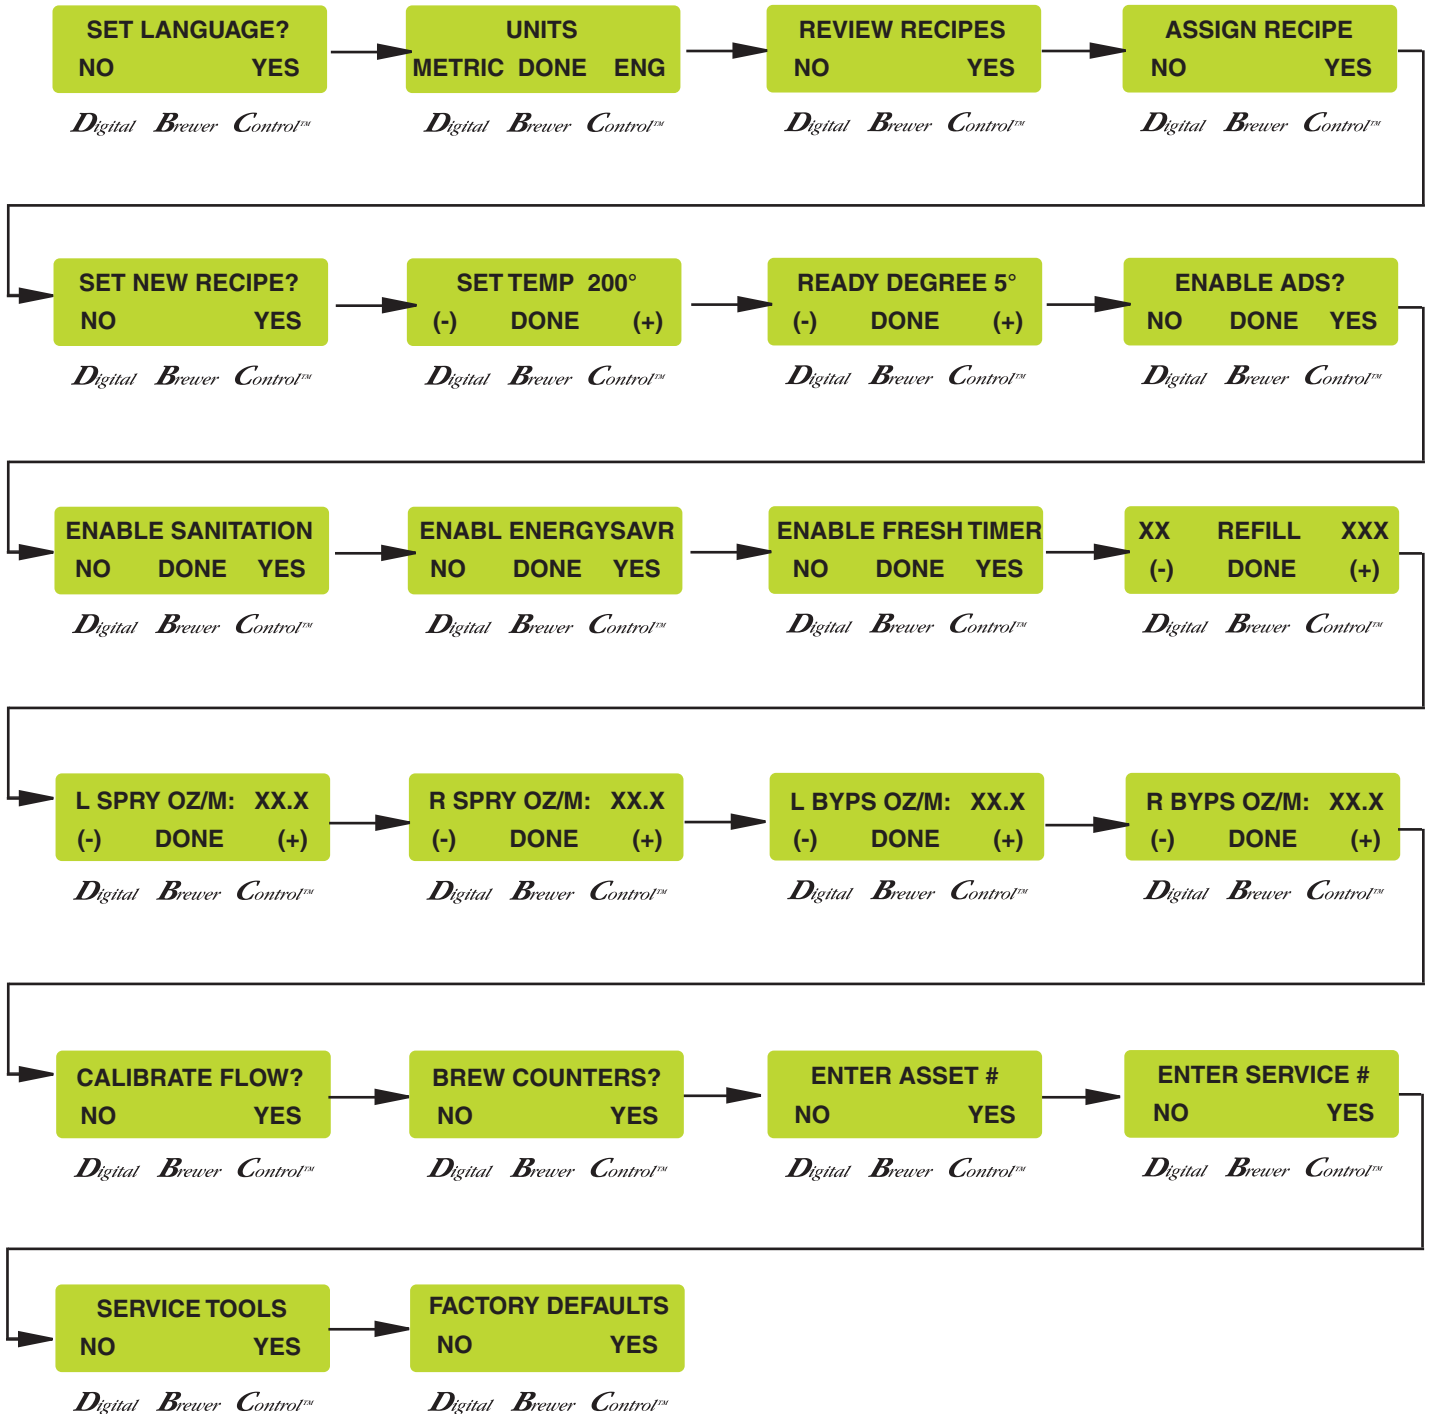 SET LANGUAGE?
NO YES
Digital Brewer Control™
UNITS
METRIC DONE ENG
Digital Brewer Control™
REVIEW RECIPES
NO YES
Digital Brewer Control™
ASSIGN RECIPE
NO YES
Digital Brewer Control™
SET NEW RECIPE?
NO YES
Digital Brewer Control™
SET TEMP 200°
(-) DONE (+)
Digital Brewer Control™
READY DEGREE 5°
(-) DONE (+)
Digital Brewer Control™
ENABLE ADS?
NO DONE YES
Digital Brewer Control™
ENABLE SANITATION
NO DONE YES
Digital Brewer Control™
ENABL ENERGYSAVR
NO DONE YES
Digital Brewer Control™
ENABLE FRESH TIMER
NO DONE YES
Digital Brewer Control™
XX REFILL XXX
(-) DONE (+)
Digital Brewer Control™
L SPRY OZ/M: XX.X
(-) DONE (+)
Digital Brewer Control™
R SPRY OZ/M: XX.X
(-) DONE (+)
Digital Brewer Control™
L BYPS OZ/M: XX.X
(-) DONE (+)
Digital Brewer Control™
R BYPS OZ/M: XX.X
(-) DONE (+)
Digital Brewer Control™
CALIBRATE FLOW?
NO YES
Digital Brewer Control™
BREW COUNTERS?
NO YES
Digital Brewer Control™
ENTER ASSET #
NO YES
Digital Brewer Control™
ENTER SERVICE #
NO YES
Digital Brewer Control™
SERVICE TOOLS
NO YES
Digital Brewer Control™
FACTORY DEFAULTS
NO YES
Digital Brewer Control™